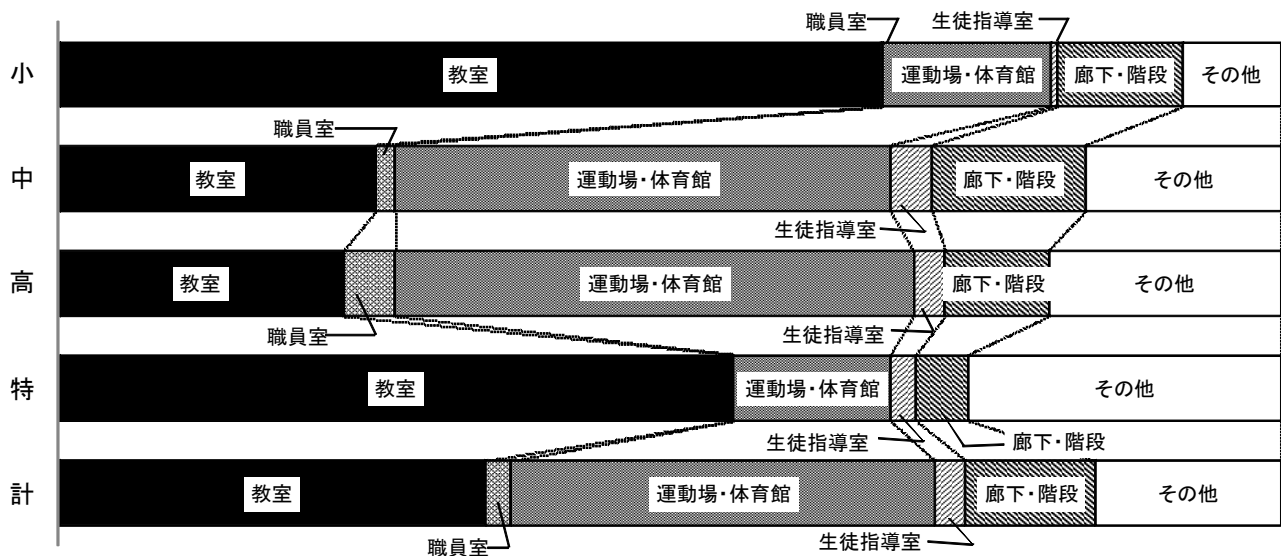 職員室 生徒指導室
小 教室 運動場・体育館 廊下・階段 その他
職員室
中 教室 運動場・体育館 廊下・階段 その他
生徒指導室
高 教室 運動場・体育館 廊下・階段 その他
職員室 生徒指導室
特 教室 運動場・体育館 その他
生徒指導室 廊下・階段
計 教室 運動場・体育館 廊下・階段 その他
職員室 生徒指導室